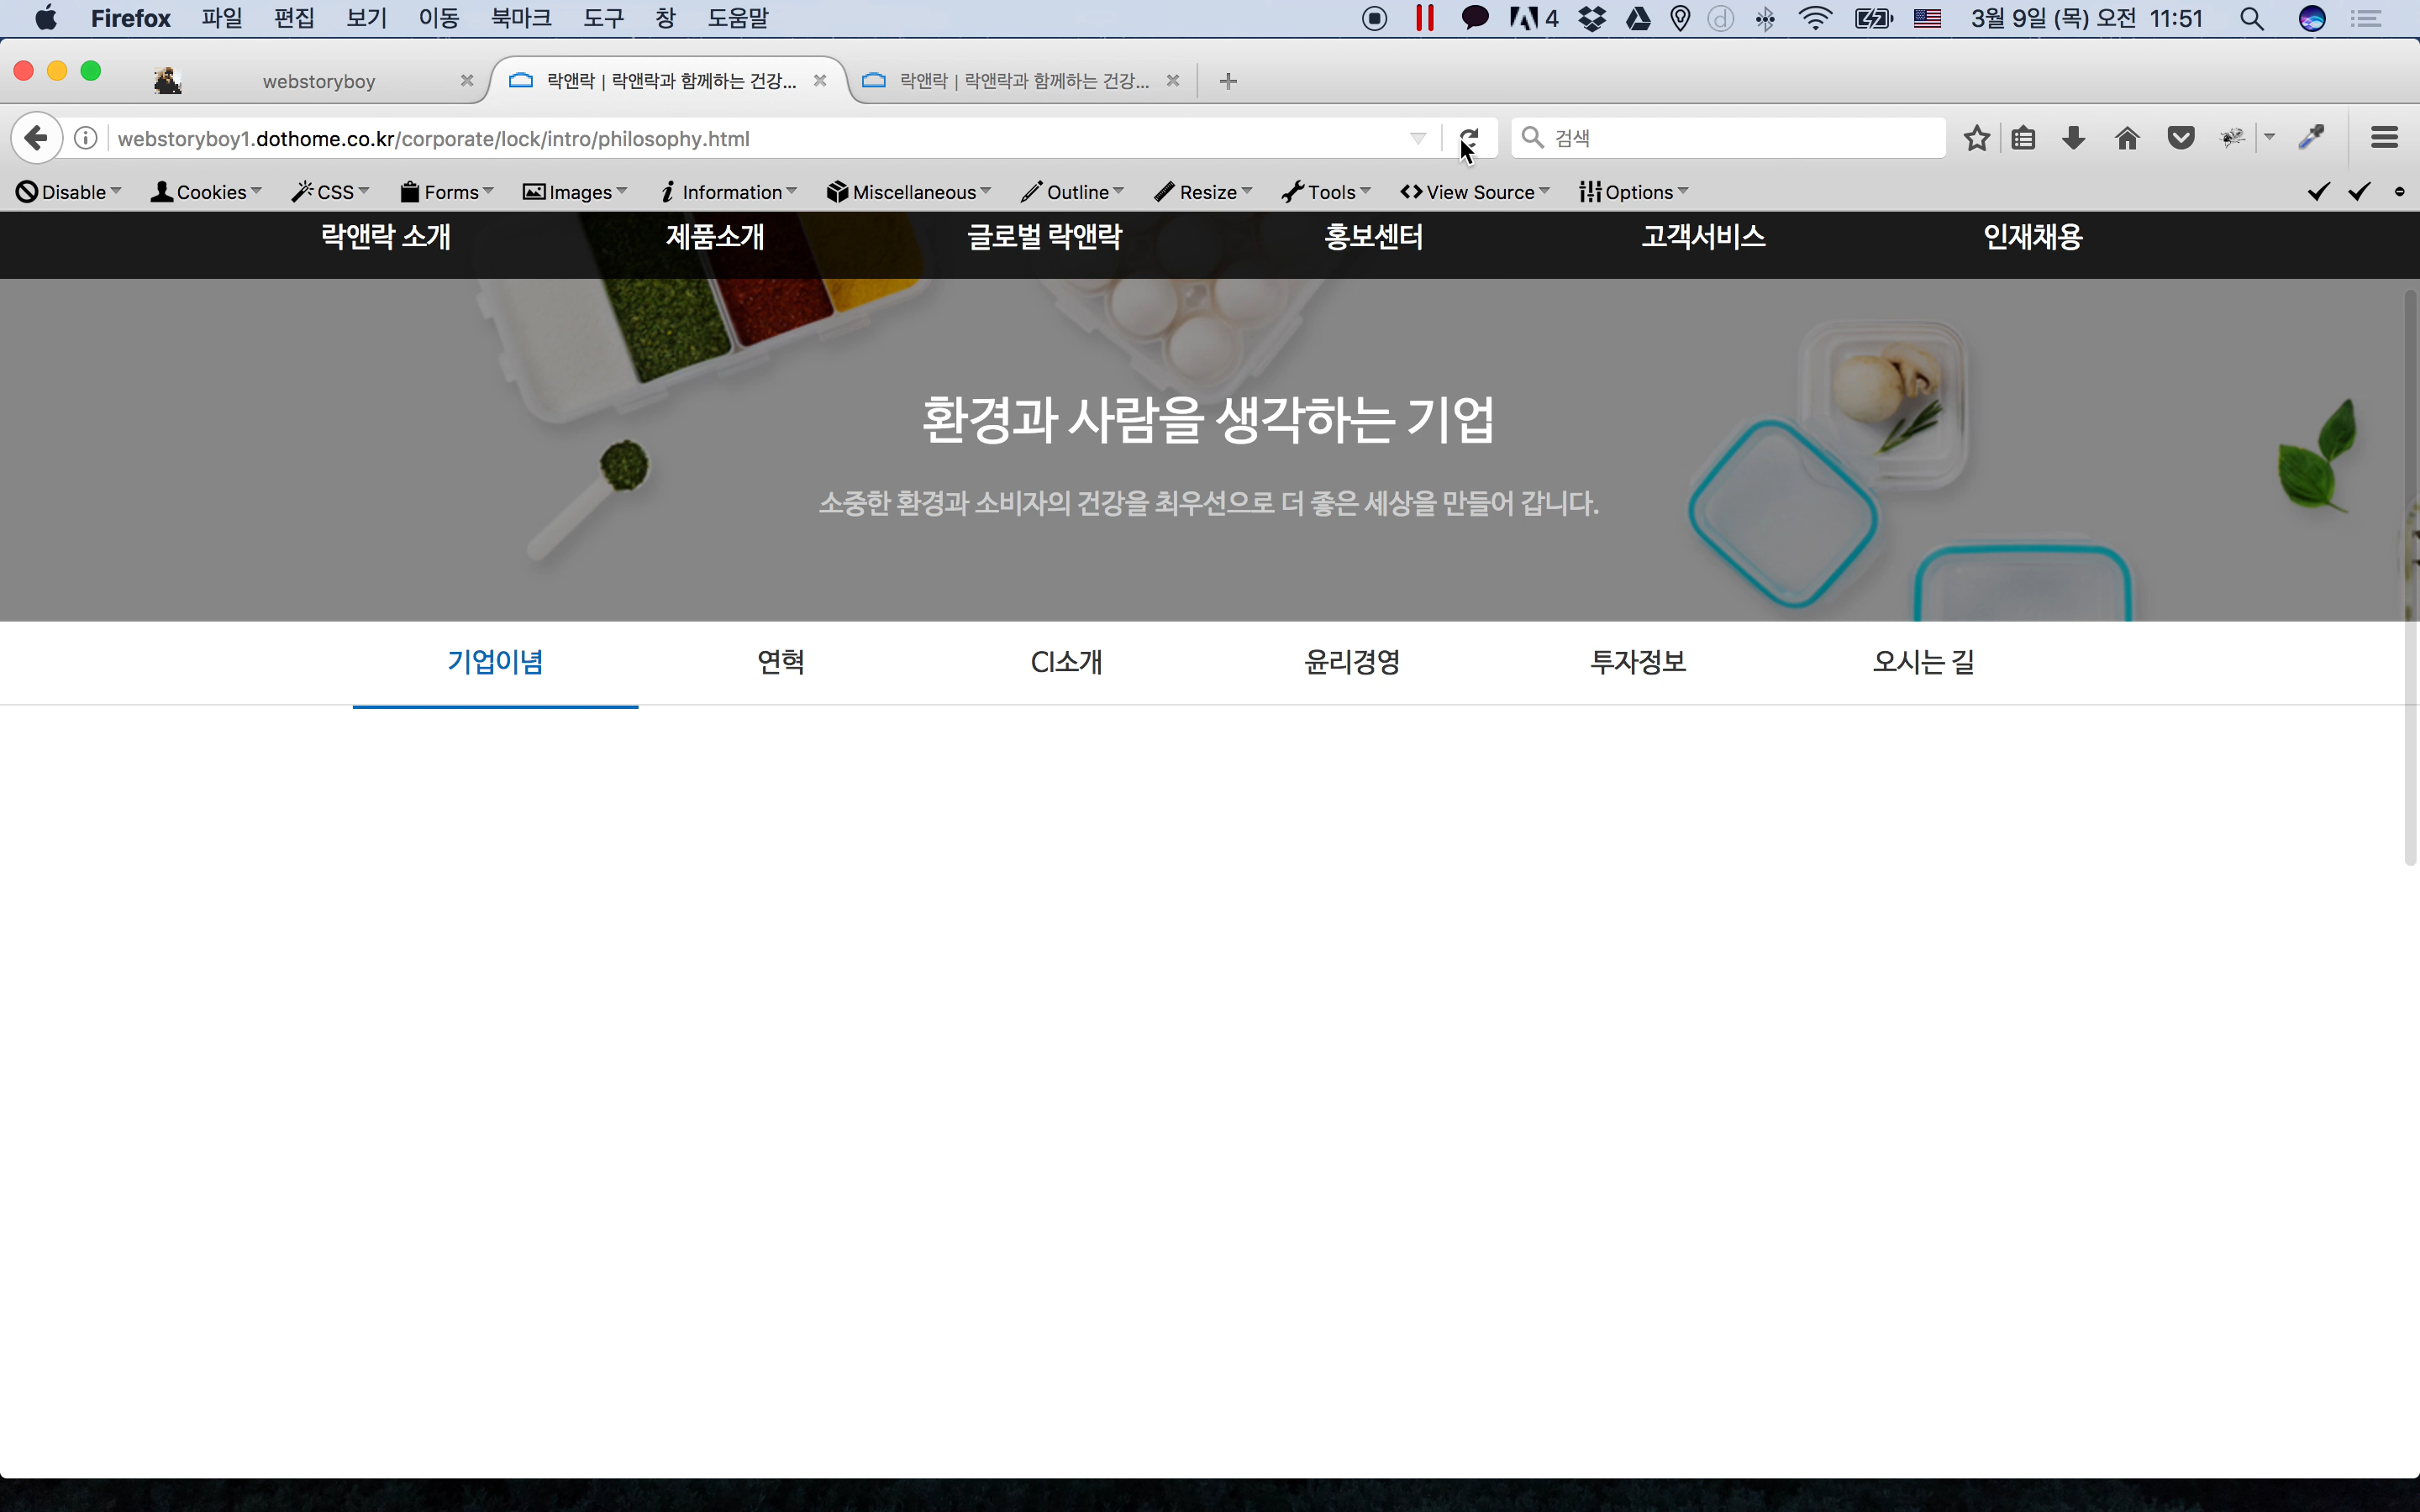 Firefox 파일 편집 보기 이동 북마크 도구 창 도움말 4 3월 9일 (목) 오전 11:51
webstoryboy 락앤락 | 락앤락과 함께하는 건강... 락앤락 | 락앤락과 함께하는 건강...
webstoryboy1.dothome.co.kr/corporate/lock/intro/philosophy.html 검색
Disable Cookies CSS Forms Images Information Miscellaneous Outline Resize Tools View Source Options
락앤락 소개 제품소개 글로벌 락앤락 홍보센터 고객서비스 인재채용
환경과 사람을 생각하는 기업
소중한 환경과 소비자의 건강을 최우선으로 더 좋은 세상을 만들어 갑니다.
기업이념 연혁 CI소개 윤리경영 투자정보 오시는 길